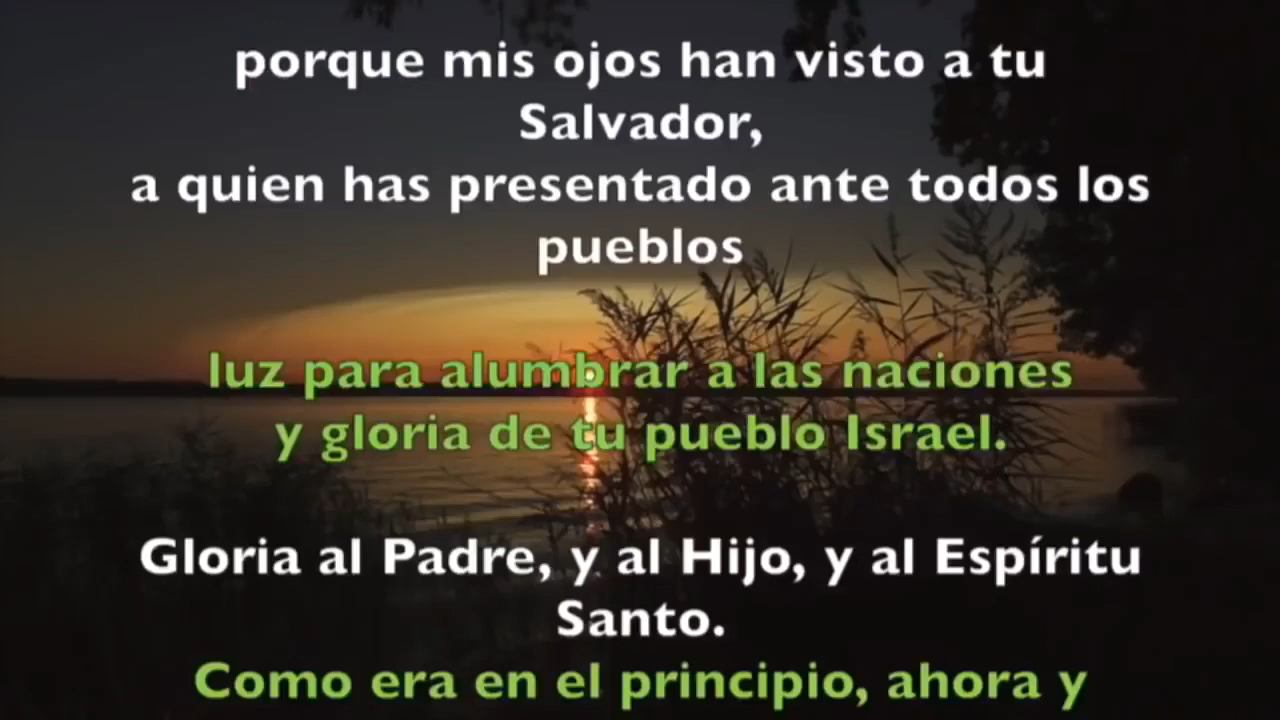 porque mis ojos han visto a tu
Salvador,
a quien has presentado ante todos los
pueblos
luz para alumbrar a las naciones
y gloria de tu pueblo Israel.
Gloria al Padre, y al Hijo, y al Espíritu
Santo.
Como era en el principio, ahora y